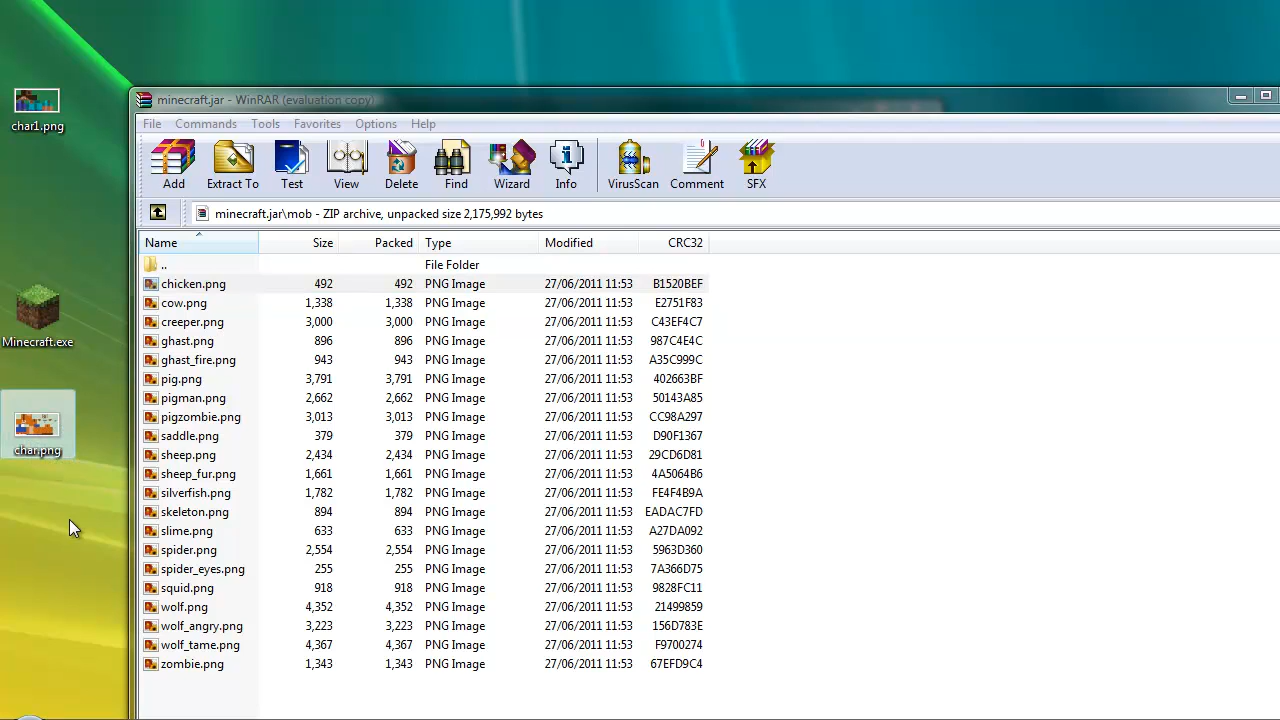 char1.png
Minecraft.exe
char.png
minecraft.jar - WinRAR (evaluation copy)
File Commands Tools Favorites Options Help
Add Extract To Test View Delete Find Wizard Info VirusScan Comment SFX
minecraft.jar\mob - ZIP archive, unpacked size 2,175,992 bytes
Name Size Packed Type Modified CRC32
.. File Folder
chicken.png 492 492 PNG Image 27/06/2011 11:53 B1520BEF
cow.png 1,338 1,338 PNG Image 27/06/2011 11:53 E2751F83
creeper.png 3,000 3,000 PNG Image 27/06/2011 11:53 C43EF4C7
ghast.png 896 896 PNG Image 27/06/2011 11:53 987C4E4C
ghast_fire.png 943 943 PNG Image 27/06/2011 11:53 A35C999C
pig.png 3,791 3,791 PNG Image 27/06/2011 11:53 402663BF
pigman.png 2,662 2,662 PNG Image 27/06/2011 11:53 50143A85
pigzombie.png 3,013 3,013 PNG Image 27/06/2011 11:53 CC98A297
saddle.png 379 379 PNG Image 27/06/2011 11:53 D90F1367
sheep.png 2,434 2,434 PNG Image 27/06/2011 11:53 29CD6D81
sheep_fur.png 1,661 1,661 PNG Image 27/06/2011 11:53 4A5064B6
silverfish.png 1,782 1,782 PNG Image 27/06/2011 11:53 FE4F4B9A
skeleton.png 894 894 PNG Image 27/06/2011 11:53 EADAC7FD
slime.png 633 633 PNG Image 27/06/2011 11:53 A27DA092
spider.png 2,554 2,554 PNG Image 27/06/2011 11:53 5963D360
spider_eyes.png 255 255 PNG Image 27/06/2011 11:53 7A366D75
squid.png 918 918 PNG Image 27/06/2011 11:53 9828FC11
wolf.png 4,352 4,352 PNG Image 27/06/2011 11:53 21499859
wolf_angry.png 3,223 3,223 PNG Image 27/06/2011 11:53 156D783E
wolf_tame.png 4,367 4,367 PNG Image 27/06/2011 11:53 F9700274
zombie.png 1,343 1,343 PNG Image 27/06/2011 11:53 67EFD9C4